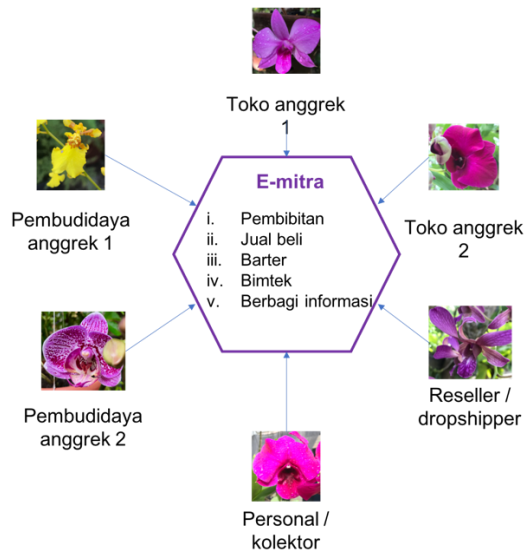 Toko anggrek
1
E-mitra
i. Pembibitan
ii. Jual beli
iii. Barter
iv. Bimtek
v. Berbagi informasi
Pembudidaya
anggrek 1
Toko anggrek
2
Pembudidaya
anggrek 2
Reseller /
dropshipper
Personal /
kolektor